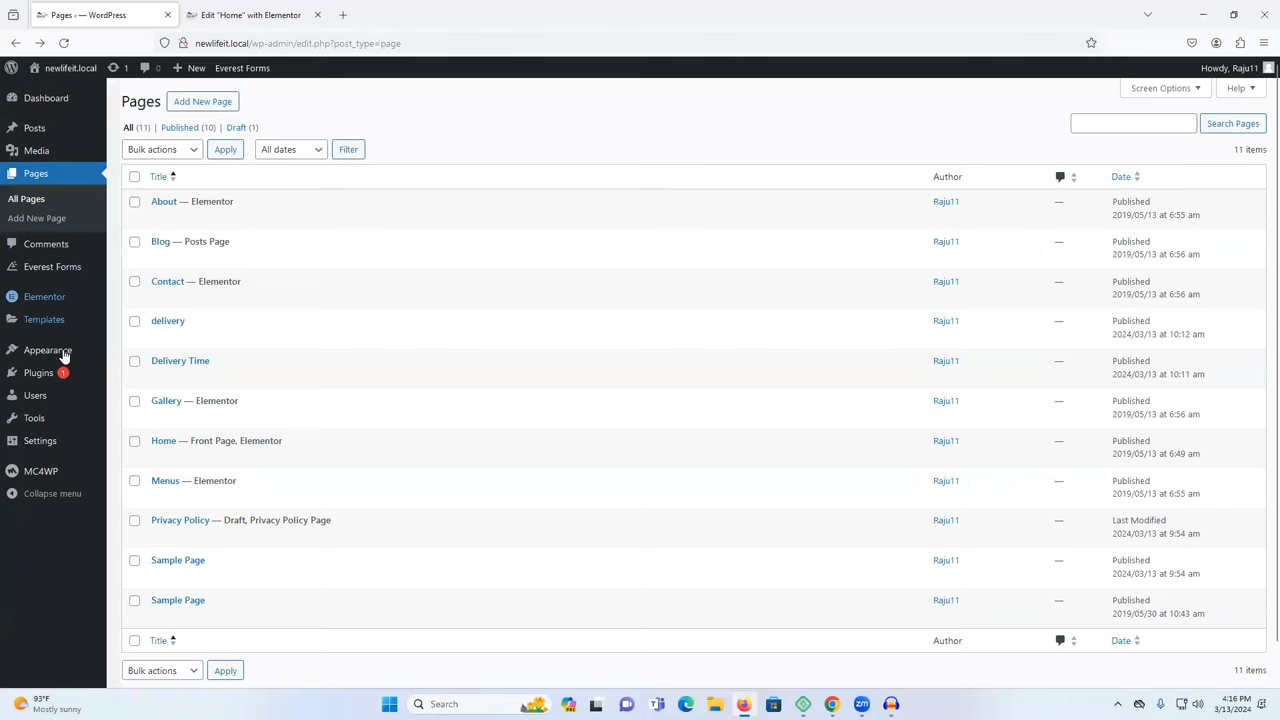 Pages ‹ — WordPress
Edit "Home" with Elementor
newlifeit.local/wp-admin/edit.php?post_type=page
newlifeit.local 1 0 New Everest Forms Howdy, Raju11
Dashboard
Posts
Media
Pages
All Pages
Add New Page
Comments
Everest Forms
Elementor
Templates
Appearance
Plugins 1
Users
Tools
Settings
MC4WP
Collapse menu
Screen Options Help
Pages Add New Page
All (11) | Published (10) | Draft (1)
Search Pages
Bulk actions Apply All dates Filter 11 items
Title Author Date
About — Elementor Raju11 — Published
2019/05/13 at 6:55 am
Blog — Posts Page Raju11 — Published
2019/05/13 at 6:56 am
Contact — Elementor Raju11 — Published
2019/05/13 at 6:56 am
delivery Raju11 — Published
2024/03/13 at 10:12 am
Delivery Time Raju11 — Published
2024/03/13 at 10:11 am
Gallery — Elementor Raju11 — Published
2019/05/13 at 6:56 am
Home — Front Page, Elementor Raju11 — Published
2019/05/13 at 6:49 am
Menus — Elementor Raju11 — Published
2019/05/13 at 6:55 am
Privacy Policy — Draft, Privacy Policy Page Raju11 — Last Modified
2024/03/13 at 9:54 am
Sample Page Raju11 — Published
2024/03/13 at 9:54 am
Sample Page Raju11 — Published
2019/05/30 at 10:43 am
Title Author Date
Bulk actions Apply 11 items
93°F
Mostly sunny
Search
4:16 PM
3/13/2024